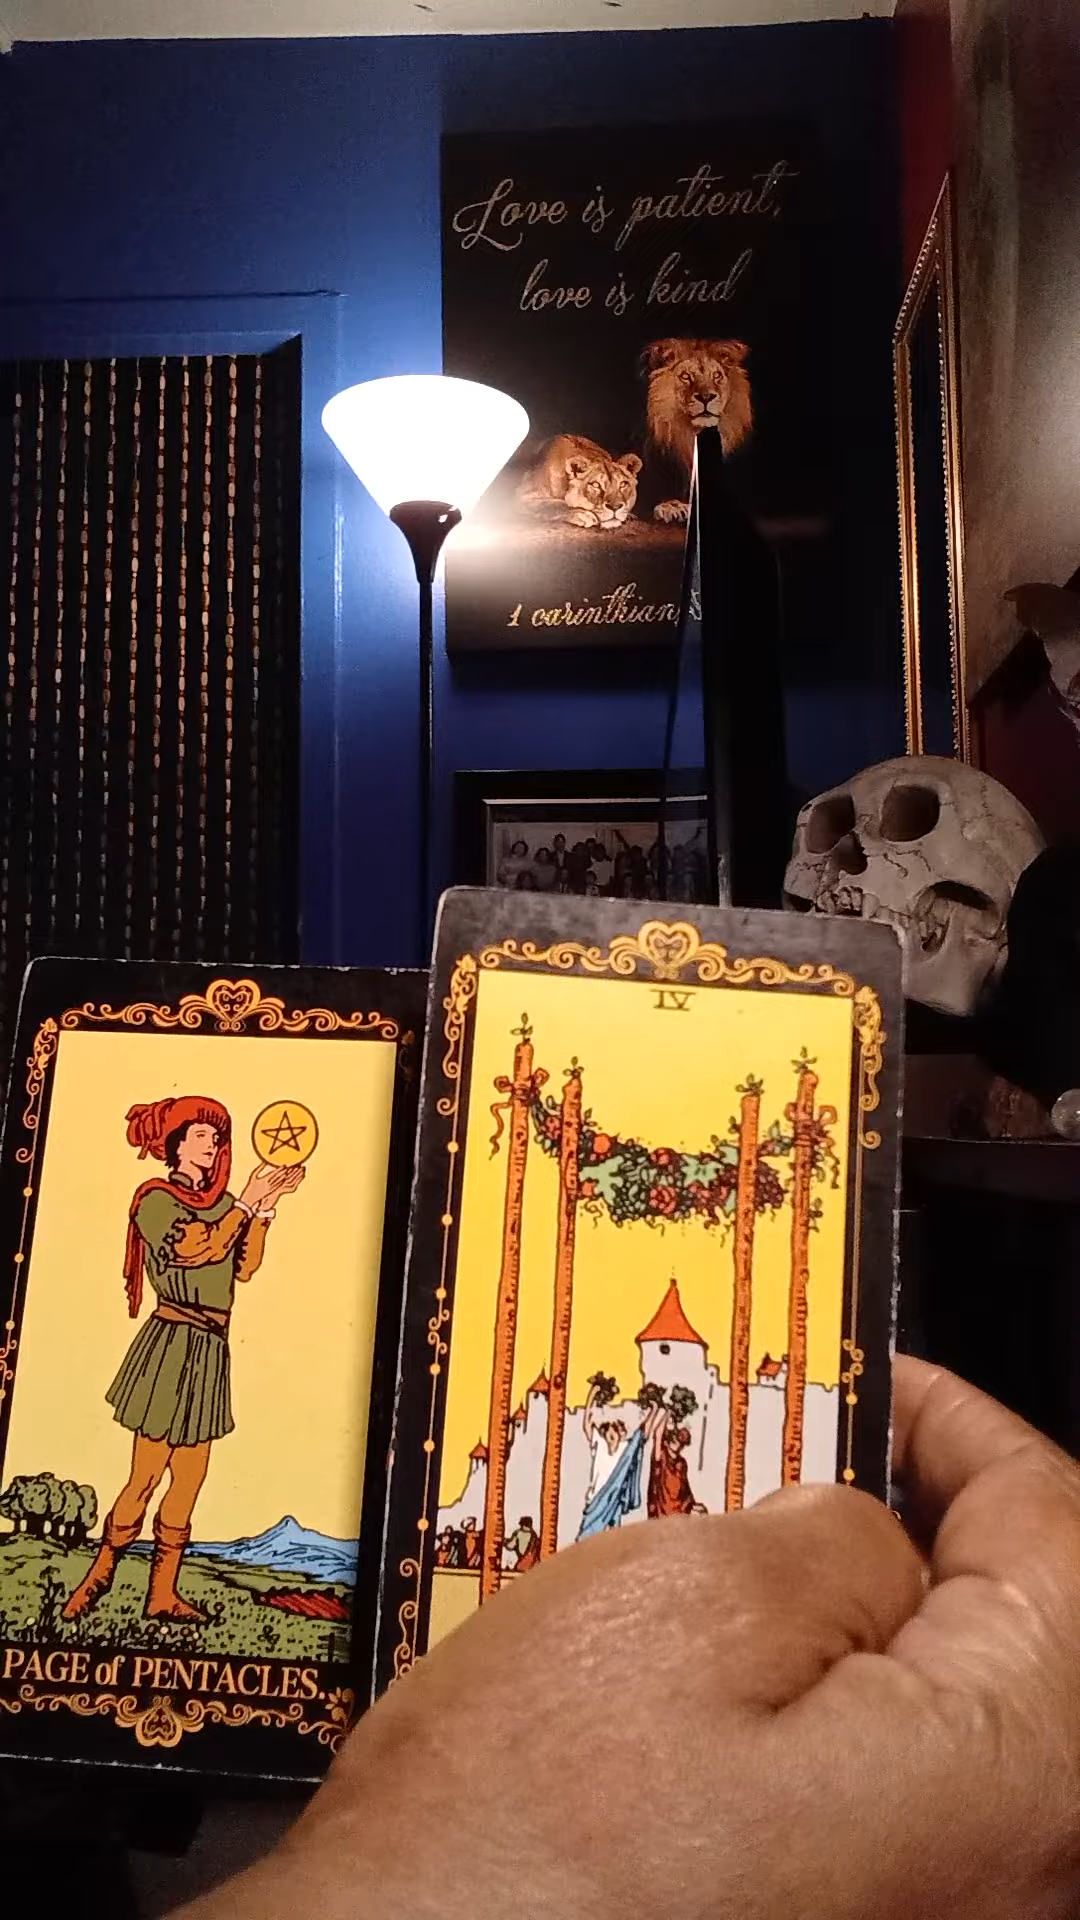 Love is patient,
love is kind
1 carinthians
IV
PAGE of PENTACLES.